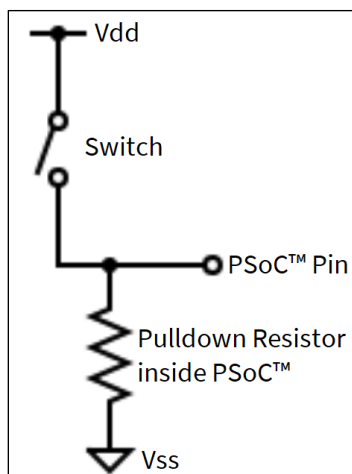 Vdd
Switch
PSoC™ Pin
Pulldown Resistor
inside PSoC™
Vss